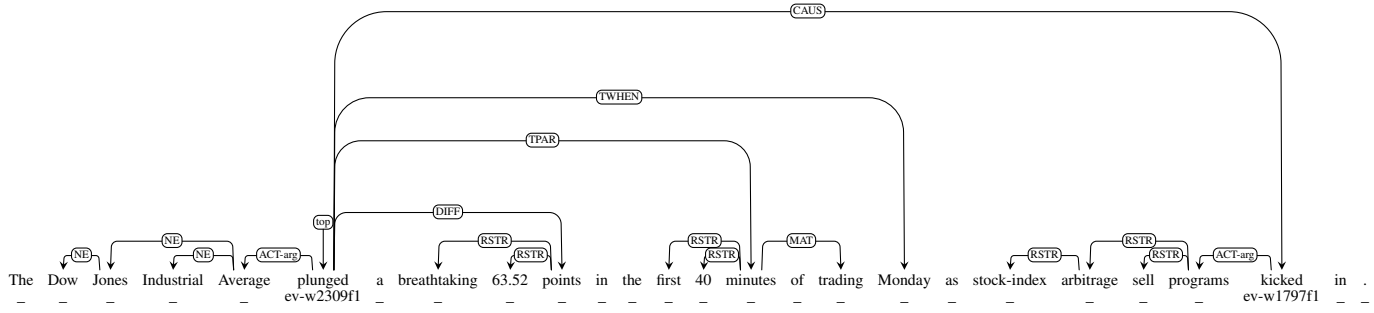 CAUS
TWHEN
TPAR
top DIFF
NE RSTR RSTR RSTR
NE NE ACT-arg RSTR RSTR MAT RSTR RSTR ACT-arg
The Dow Jones Industrial Average plunged a breathtaking 63.52 points in the first 40 minutes of trading Monday as stock-index arbitrage sell programs kicked in .
_ _ _ _ _ ev-w2309f1 _ _ _ _ _ _ _ _ _ _ _ _ _ _ _ _ _ ev-w1797f1 _ _